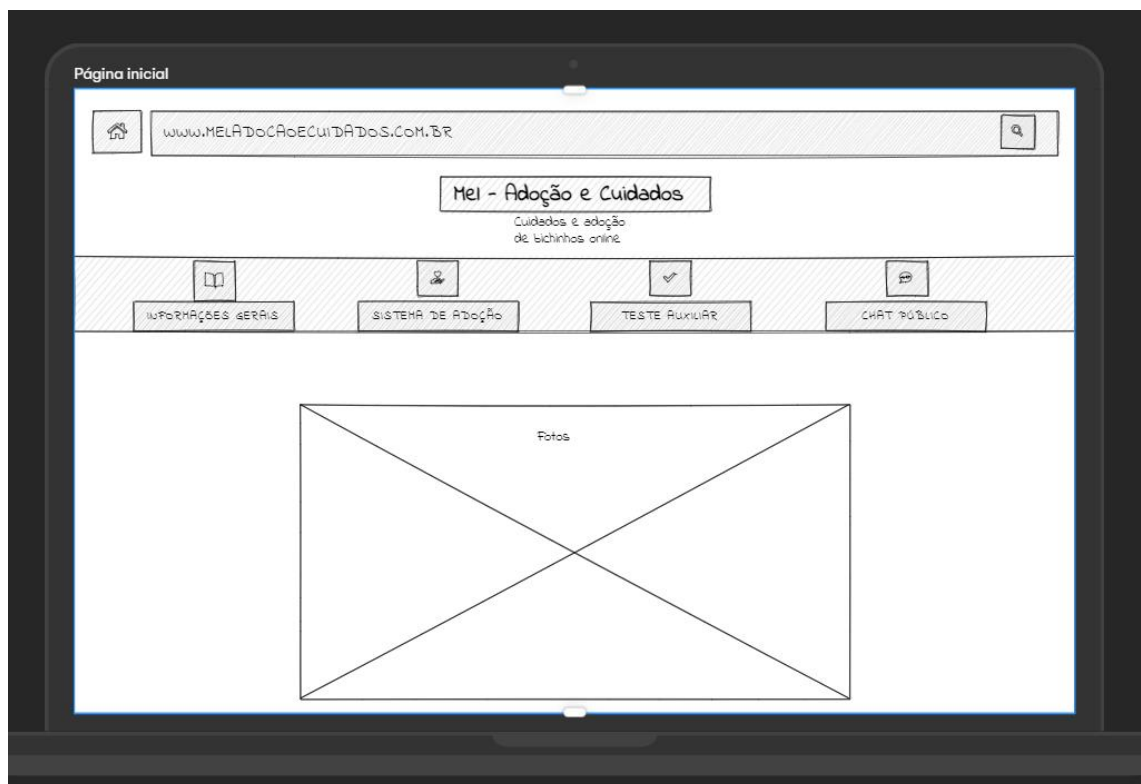 Página inicial
WWW.MELADOCAOECUIDADOS.COM.BR
Mel - Adoção e Cuidados
Cuidados e adoção
de bichinhos online
INFORMAÇÕES GERAIS
SISTEMA DE ADOÇÃO
TESTE AUXILIAR
CHAT PÚBLICO
Fotos